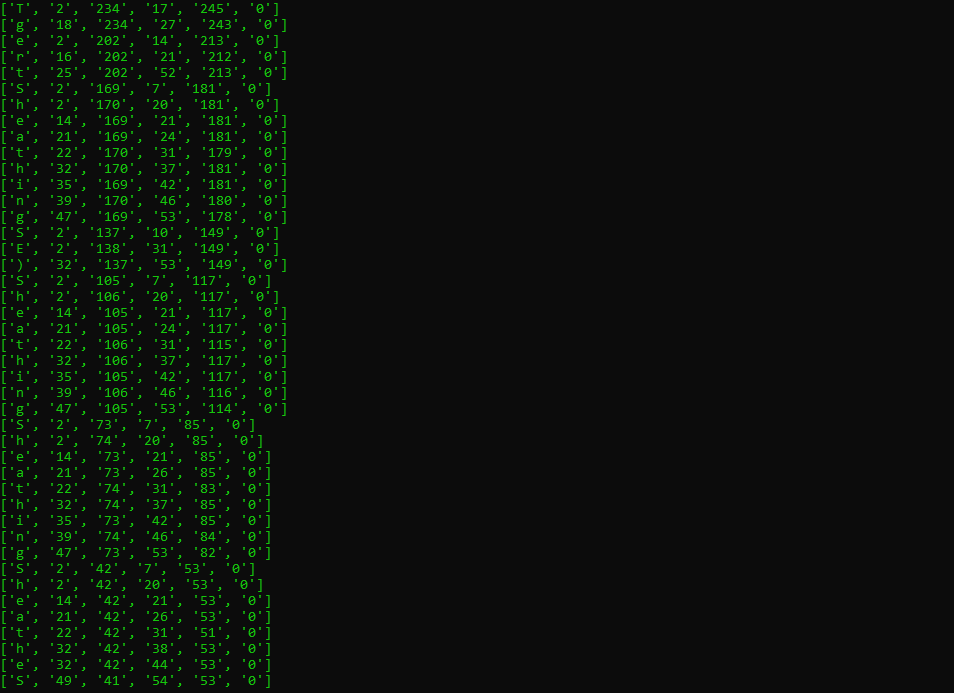 ['T', '2', '234', '17', '245', '0']
['g', '18', '234', '27', '243', '0']
['e', '2', '202', '14', '213', '0']
['r', '16', '202', '21', '212', '0']
['t', '25', '202', '52', '213', '0']
['S', '2', '169', '7', '181', '0']
['h', '2', '170', '20', '181', '0']
['e', '14', '169', '21', '181', '0']
['a', '21', '169', '24', '181', '0']
['t', '22', '170', '31', '179', '0']
['h', '32', '170', '37', '181', '0']
['i', '35', '169', '42', '181', '0']
['n', '39', '170', '46', '180', '0']
['g', '47', '169', '53', '178', '0']
['S', '2', '137', '10', '149', '0']
['E', '2', '138', '31', '149', '0']
[')', '32', '137', '53', '149', '0']
['S', '2', '105', '7', '117', '0']
['h', '2', '106', '20', '117', '0']
['e', '14', '105', '21', '117', '0']
['a', '21', '105', '24', '117', '0']
['t', '22', '106', '31', '115', '0']
['h', '32', '106', '37', '117', '0']
['i', '35', '105', '42', '117', '0']
['n', '39', '106', '46', '116', '0']
['g', '47', '105', '53', '114', '0']
['S', '2', '73', '7', '85', '0']
['h', '2', '74', '20', '85', '0']
['e', '14', '73', '21', '85', '0']
['a', '21', '73', '26', '85', '0']
['t', '22', '74', '31', '83', '0']
['h', '32', '74', '37', '85', '0']
['i', '35', '73', '42', '85', '0']
['n', '39', '74', '46', '84', '0']
['g', '47', '73', '53', '82', '0']
['S', '2', '42', '7', '53', '0']
['h', '2', '42', '20', '53', '0']
['e', '14', '42', '21', '53', '0']
['a', '21', '42', '26', '53', '0']
['t', '22', '42', '31', '51', '0']
['h', '32', '42', '38', '53', '0']
['e', '32', '42', '44', '53', '0']
['S', '49', '41', '54', '53', '0']